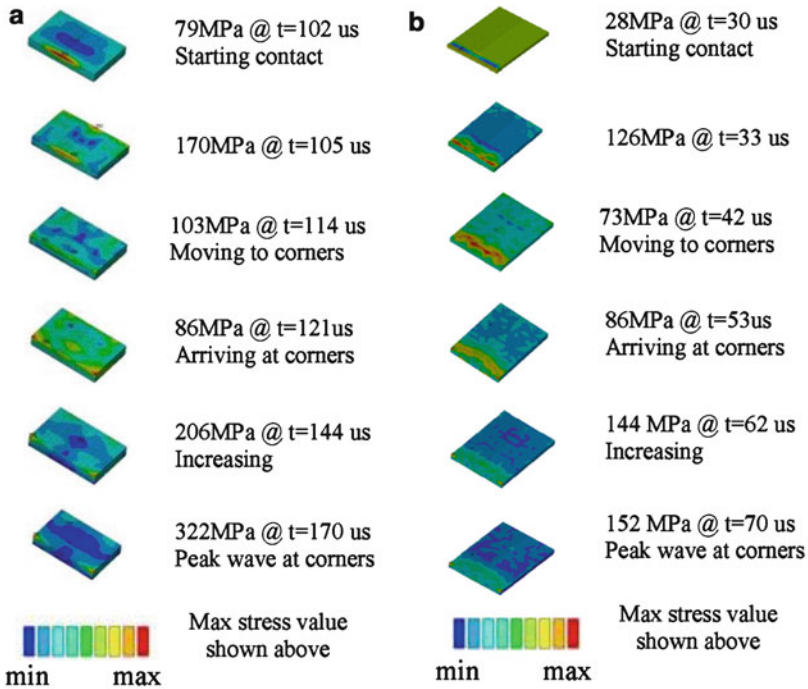 a
79MPa @ t=102 us
Starting contact
170MPa @ t=105 us
103MPa @ t=114 us
Moving to corners
86MPa @ t=121us
Arriving at corners
206MPa @ t=144 us
Increasing
322MPa @ t=170 us
Peak wave at corners
Max stress value
shown above
min max
b
28MPa @ t=30 us
Starting contact
126MPa @ t=33 us
73MPa @ t=42 us
Moving to corners
86MPa @ t=53us
Arriving at corners
144 MPa @ t=62 us
Increasing
152 MPa @ t=70 us
Peak wave at corners
Max stress value
shown above
min max